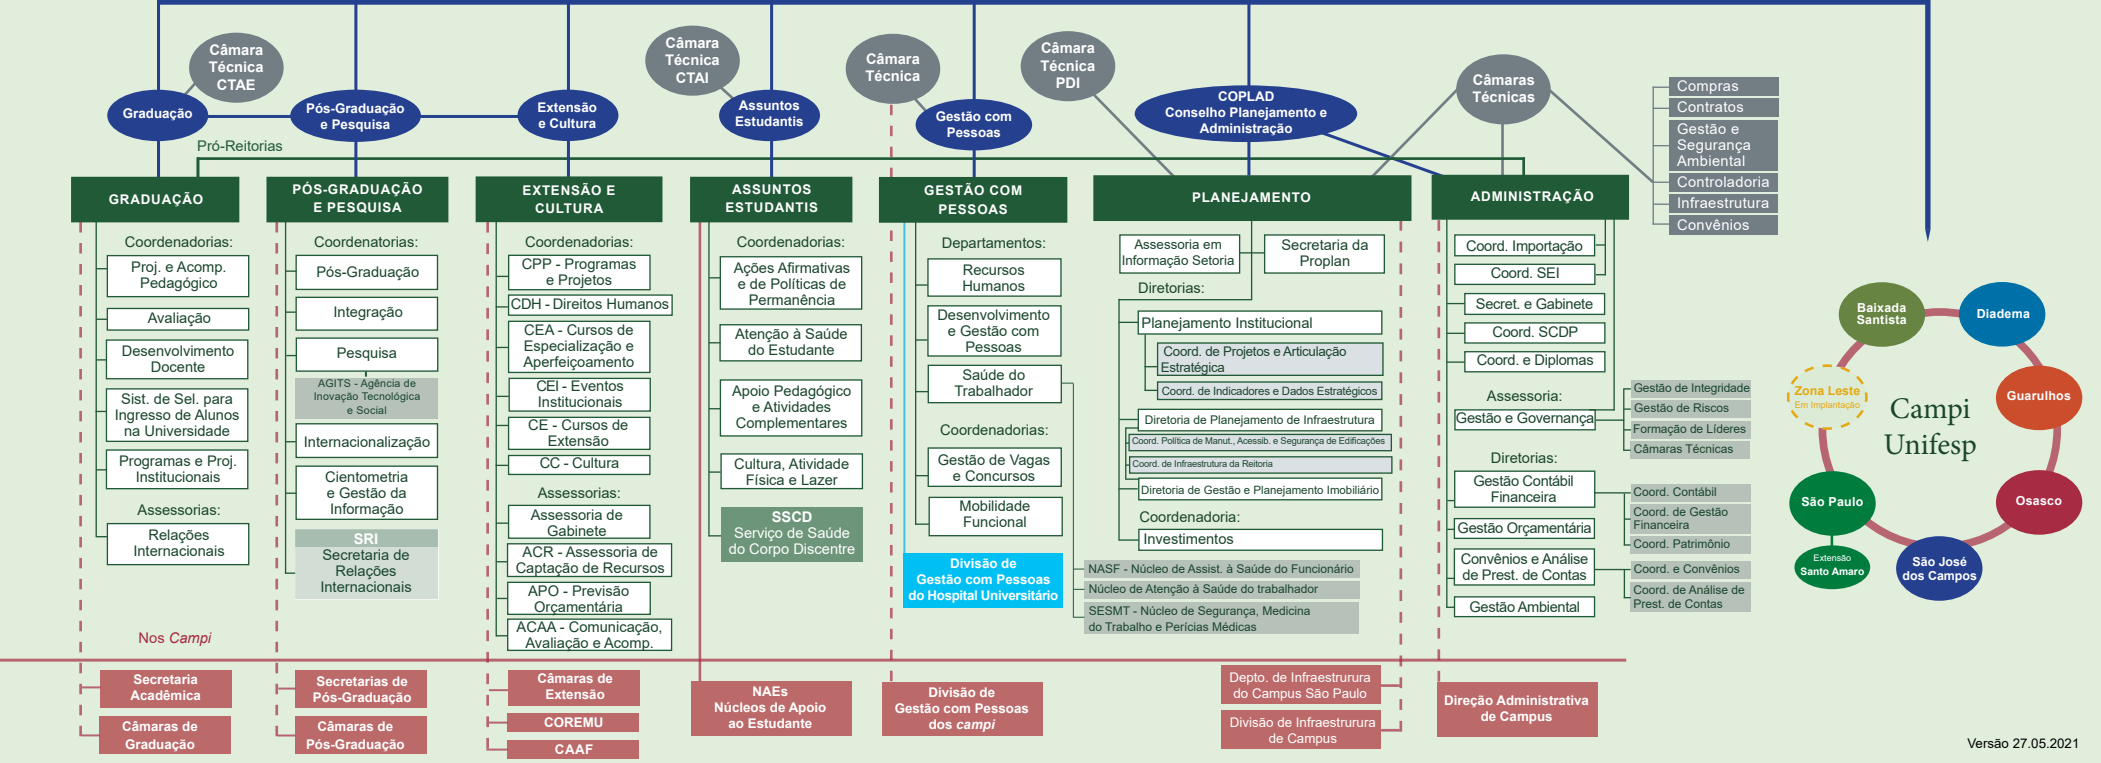 Câmara
Técnica
CTAE
Câmara
Técnica
CTAI
Câmara
Técnica
Câmara
Técnica
PDI
Câmaras
Técnicas
Compras
Contratos
Gestão e
Segurança
Ambiental
Controladoria
Infraestrutura
Convênios
Graduação
Pós-Graduação
e Pesquisa
Extensão
e Cultura
Assuntos
Estudantis
Gestão com
Pessoas
COPLAD
Conselho Planejamento e
Administração
Pró-Reitorias
GRADUAÇÃO
Coordenadorias:
Proj. e Acomp.
Pedagógico
Avaliação
Desenvolvimento
Docente
Sist. de Sel. para
Ingresso de Alunos
na Universidade
Programas e Proj.
Institucionais
Assessorias:
Relações
Internacionais
PÓS-GRADUAÇÃO
E PESQUISA
Coordenatorias:
Pós-Graduação
Integração
Pesquisa
AGITS - Agência de
Inovação Tecnológica
e Social
Internacionalização
Cientometria
e Gestão da
Informação
SRI
Secretaria de
Relações
Internacionais
EXTENSÃO E
CULTURA
Coordenadorias:
CPP - Programas
e Projetos
CDH - Direitos Humanos
CEA - Cursos de
Especialização e
Aperfeiçoamento
CEI - Eventos
Institucionais
CE - Cursos de
Extensão
CC - Cultura
Assessorias:
Assessoria de
Gabinete
ACR - Assessoria de
Captação de Recursos
APO - Previsão
Orçamentária
ACAA - Comunicação,
Avaliação e Acomp.
ASSUNTOS
ESTUDANTIS
Coordenadorias:
Ações Afirmativas
e de Políticas de
Permanência
Atenção à Saúde
do Estudante
Apoio Pedagógico
e Atividades
Complementares
Cultura, Atividade
Física e Lazer
SSCD
Serviço de Saúde
do Corpo Discentre
GESTÃO COM
PESSOAS
Departamentos:
Recursos
Humanos
Desenvolvimento
e Gestão com
Pessoas
Saúde do
Trabalhador
Coordenadorias:
Gestão de Vagas
e Concursos
Mobilidade
Funcional
Divisão de
Gestão com Pessoas
do Hospital Universitário
NASF - Núcleo de Assist. à Saúde do Funcionário
Núcleo de Atenção à Saúde do trabalhador
SESMT - Núcleo de Segurança, Medicina
do Trabalho e Perícias Médicas
PLANEJAMENTO
Assessoria em
Informação Setoria
Secretaria da
Proplan
Diretorias:
Planejamento Institucional
Coord. de Projetos e Articulação
Estratégica
Coord. de Indicadores e Dados Estratégicos
Diretoria de Planejamento de Infraestrutura
Coord. Política de Manut., Acessib. e Segurança de Edificações
Coord. de Infraestrutura da Reitoria
Diretoria de Gestão e Planejamento Imobiliário
Coordenadoria:
Investimentos
ADMINISTRAÇÃO
Coord. Importação
Coord. SEI
Secret. e Gabinete
Coord. SCDP
Coord. e Diplomas
Assessoria:
Gestão e Governança
Gestão de Integridade
Gestão de Riscos
Formação de Líderes
Câmaras Técnicas
Diretorias:
Gestão Contábil
Financeira
Coord. Contábil
Coord. de Gestão
Financeira
Coord. Patrimônio
Gestão Orçamentária
Convênios e Análise
de Prest. de Contas
Coord. e Convênios
Coord. de Análise de
Prest. de Contas
Gestão Ambiental
Nos Campi
Secretaria
Acadêmica
Câmaras de
Graduação
Secretarias de
Pós-Graduação
Câmaras de
Pós-Graduação
Câmaras de
Extensão
COREMU
CAAF
NAEs
Núcleos de Apoio
ao Estudante
Divisão de
Gestão com Pessoas
dos campi
Depto. de Infraestrurura
do Campus São Paulo
Divisão de Infraestrurura
de Campus
Direção Administrativa
de Campus
Campi
Unifesp
Baixada
Santista
Diadema
Guarulhos
Osasco
São José
dos Campos
São Paulo
Extensão
Santo Amaro
Zona Leste
Em Implantação
Versão 27.05.2021